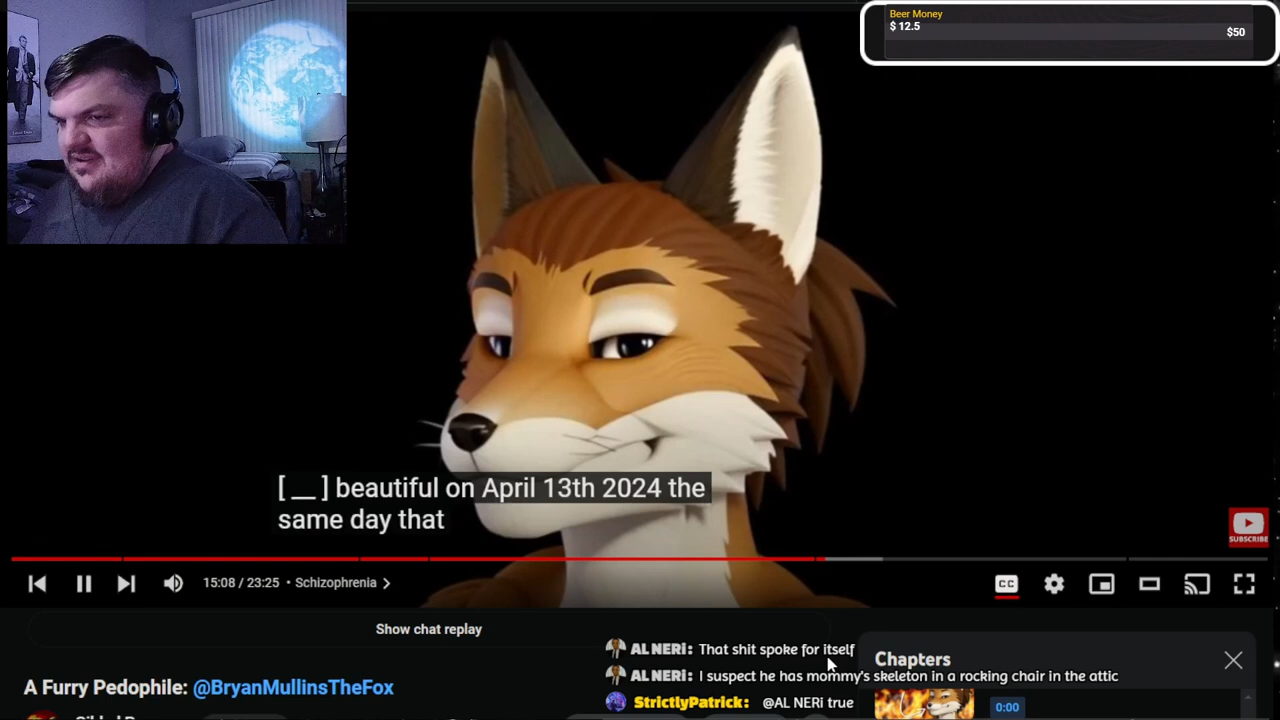 Beer Money
$ 12.5
$50
[ __ ] beautiful on April 13th 2024 the
same day that
SUBSCRIBE
15:08 / 23:25 • Schizophrenia
CC
Show chat replay
AL NERi: That shit spoke for itself
AL NERi: I suspect he has mommy's skeleton in a rocking chair in the attic
StrictlyPatrick: @AL NERi true
Chapters
0:00
A Furry Pedophile: @BryanMullinsTheFox